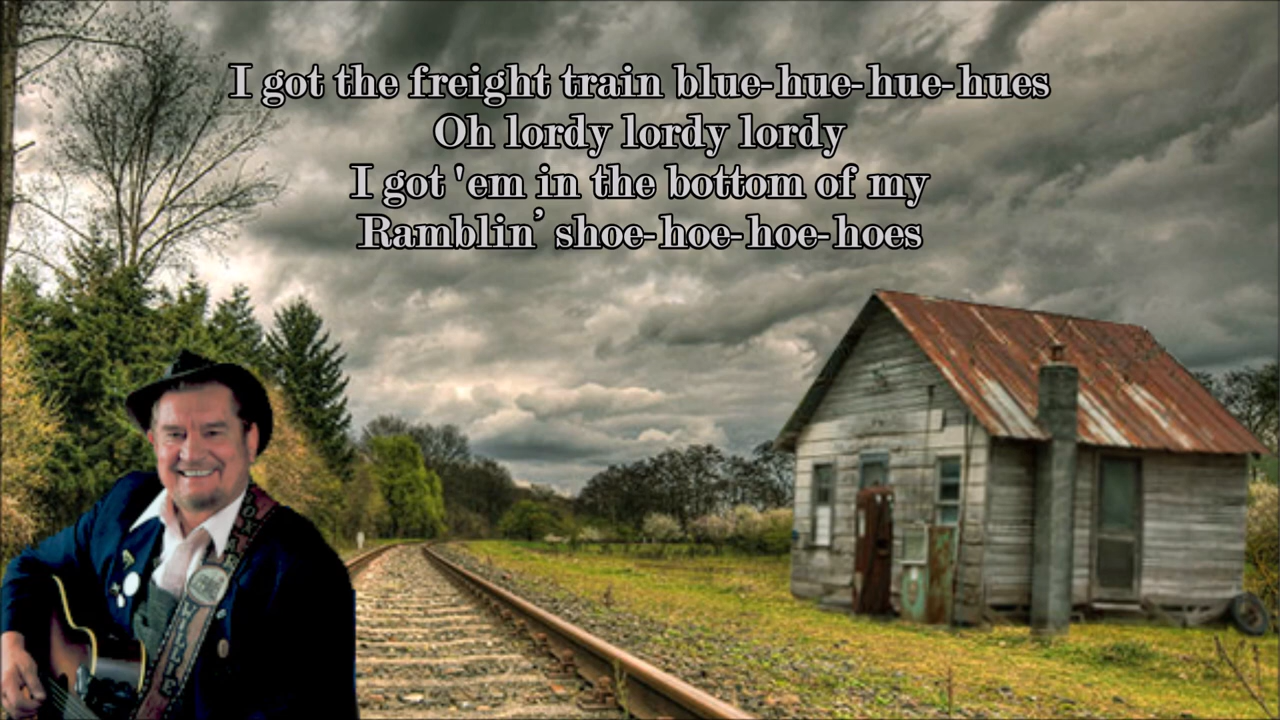 I got the freight train blue-hue-hue-hues
Oh lordy lordy lordy
I got 'em in the bottom of my
Ramblin’ shoe-hoe-hoe-hoes
WILLIE